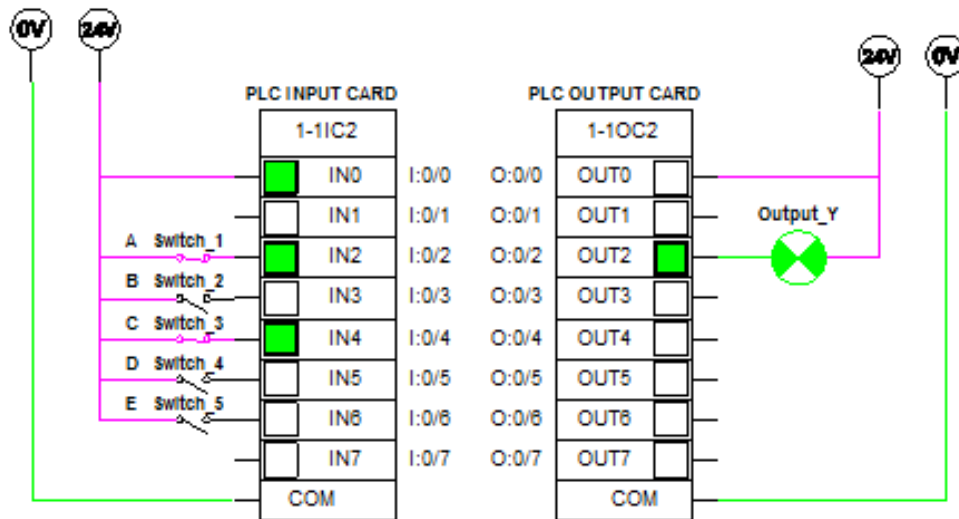 0V 24V
24V 0V
PLC INPUT CARD PLC OUTPUT CARD
1-1IC2 1-1OC2
IN0 I:0/0 O:0/0 OUT0
IN1 I:0/1 O:0/1 OUT1 Output_Y
A Switch_1 IN2 I:0/2 O:0/2 OUT2
B Switch_2 IN3 I:0/3 O:0/3 OUT3
C Switch_3 IN4 I:0/4 O:0/4 OUT4
D Switch_4 IN5 I:0/5 O:0/5 OUT5
E Switch_5 IN6 I:0/6 O:0/6 OUT6
IN7 I:0/7 O:0/7 OUT7
COM COM